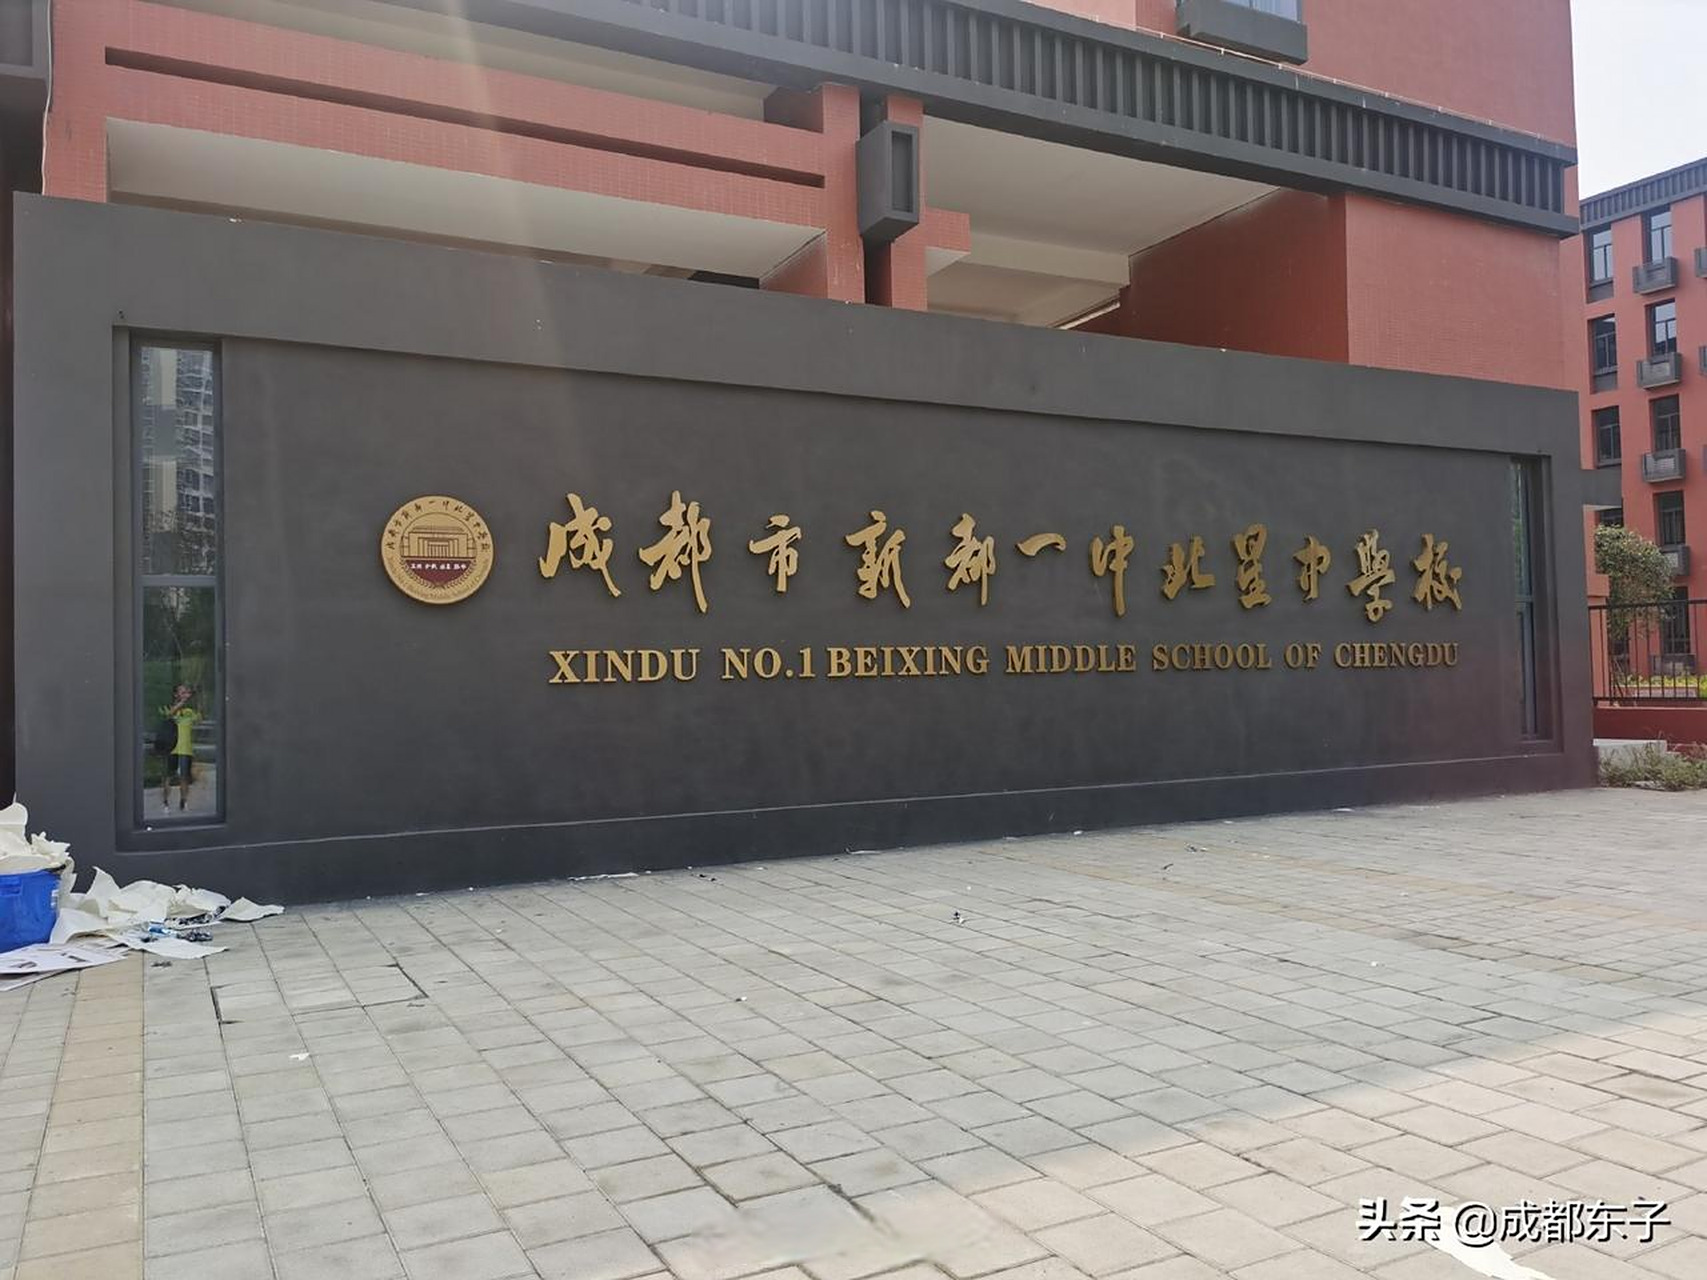 成都市新都一中北星中学校
XINDU NO.1 BEIXING MIDDLE SCHOOL OF CHENGDU
头条 @成都东子